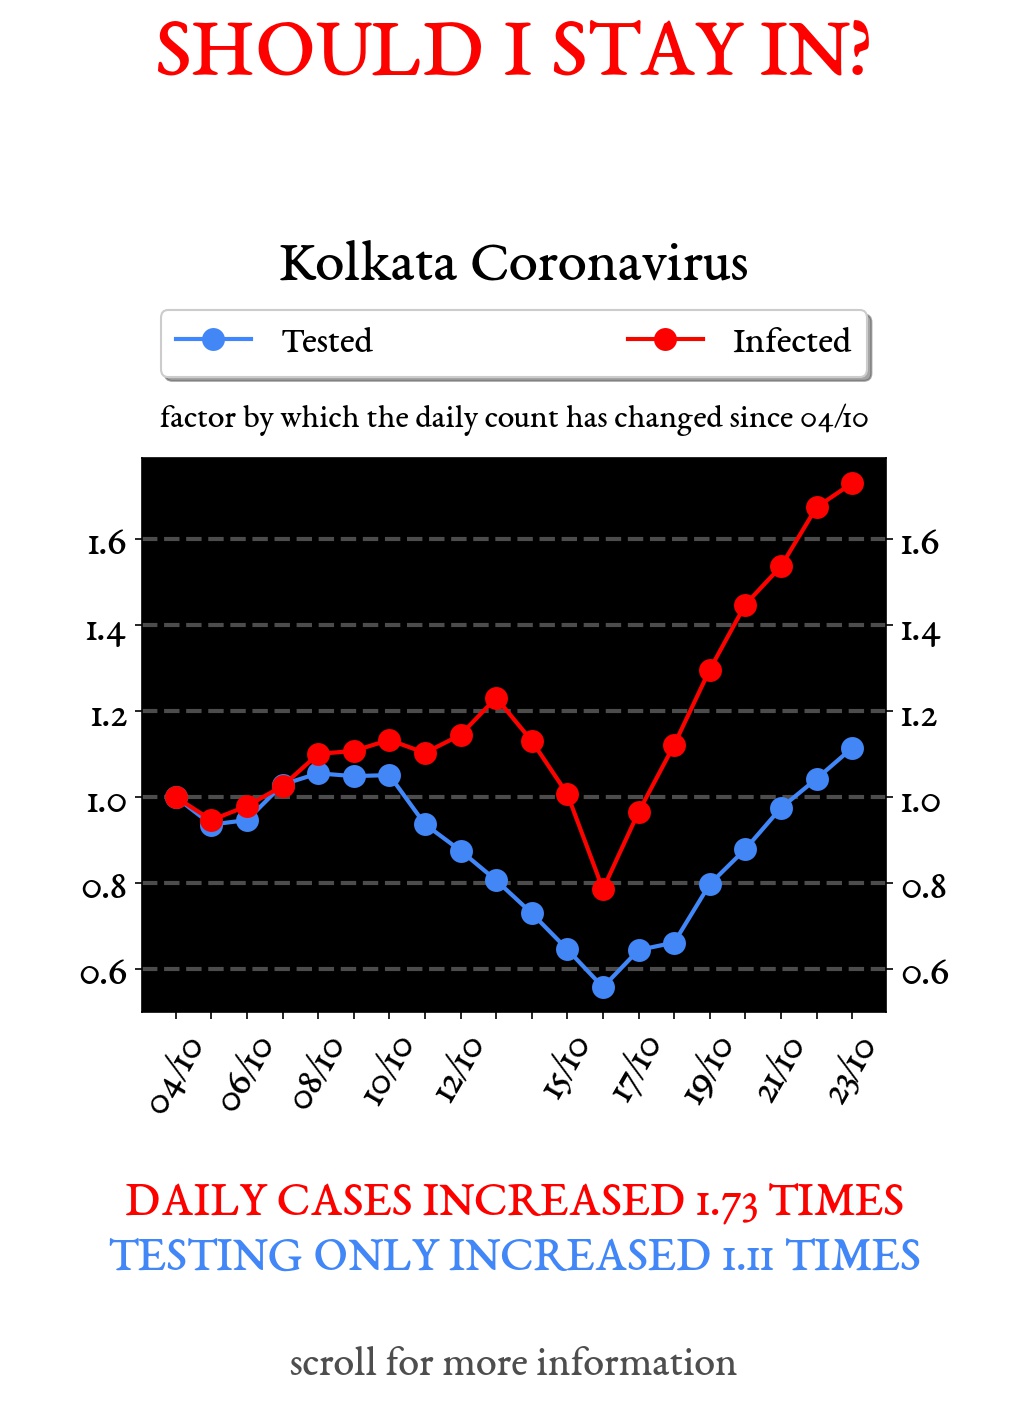 SHOULD I STAY IN?
Kolkata Coronavirus
Tested Infected
factor by which the daily count has changed since 04/10
1.6 1.6
1.4 1.4
1.2 1.2
1.0 1.0
0.8 0.8
0.6 0.6
04/10 06/10 08/10 10/10 12/10 15/10 17/10 19/10 21/10 23/10
DAILY CASES INCREASED 1.73 TIMES
TESTING ONLY INCREASED 1.11 TIMES
scroll for more information